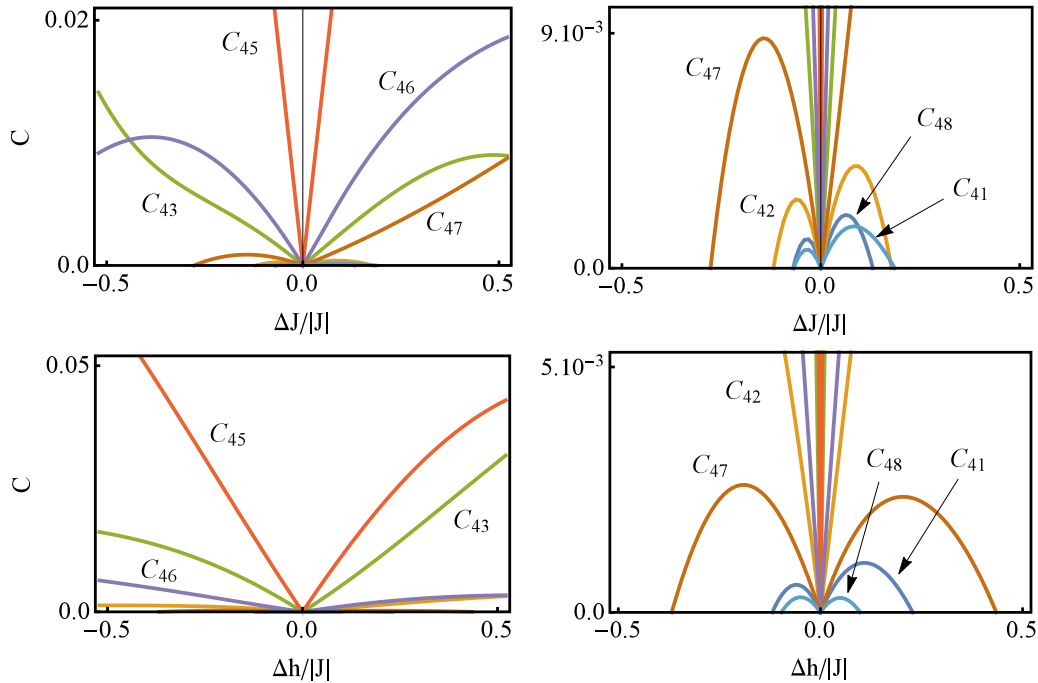 0.02
C₄₅
C₄₆
C
C₄₃
C₄₇
0.0
−0.5
0.0
0.5
ΔJ/|J|
9.10⁻³
C₄₇
C₄₈
C₄₂
C₄₁
0.0
−0.5
0.0
0.5
ΔJ/|J|
0.05
C₄₅
C
C₄₃
C₄₆
0.0
−0.5
0.0
0.5
Δh/|J|
5.10⁻³
C₄₂
C₄₇
C₄₈
C₄₁
0.0
−0.5
0.0
0.5
Δh/|J|